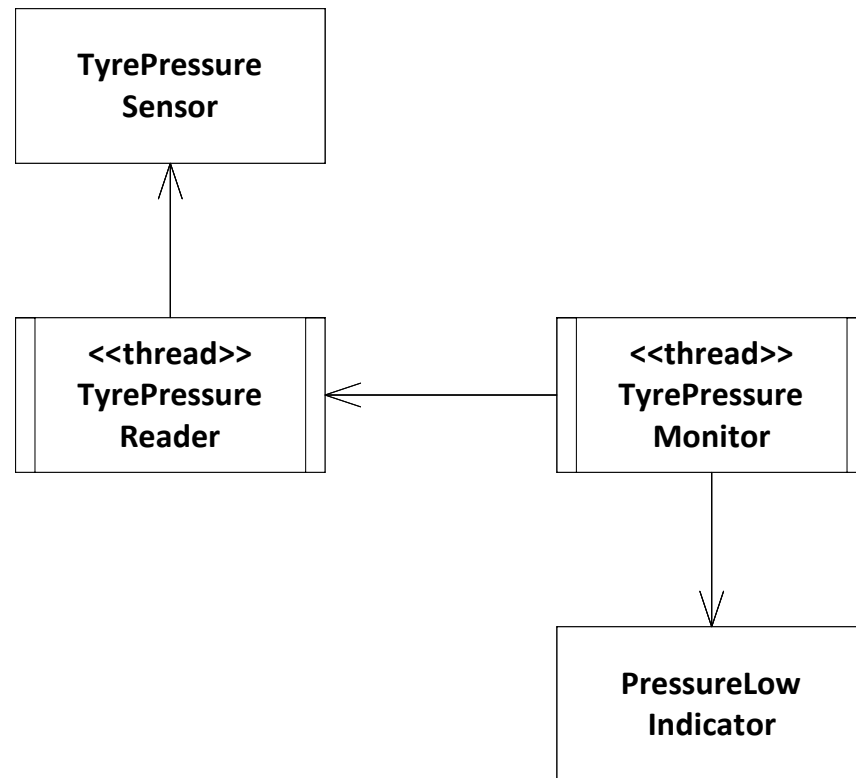 TyrePressure
Sensor
<<thread>>
TyrePressure
Reader
<<thread>>
TyrePressure
Monitor
PressureLow
Indicator